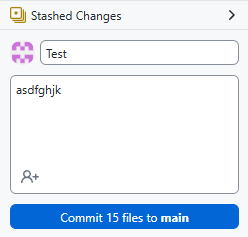 Stashed Changes
Test
asdfghjk
Commit 15 files to main